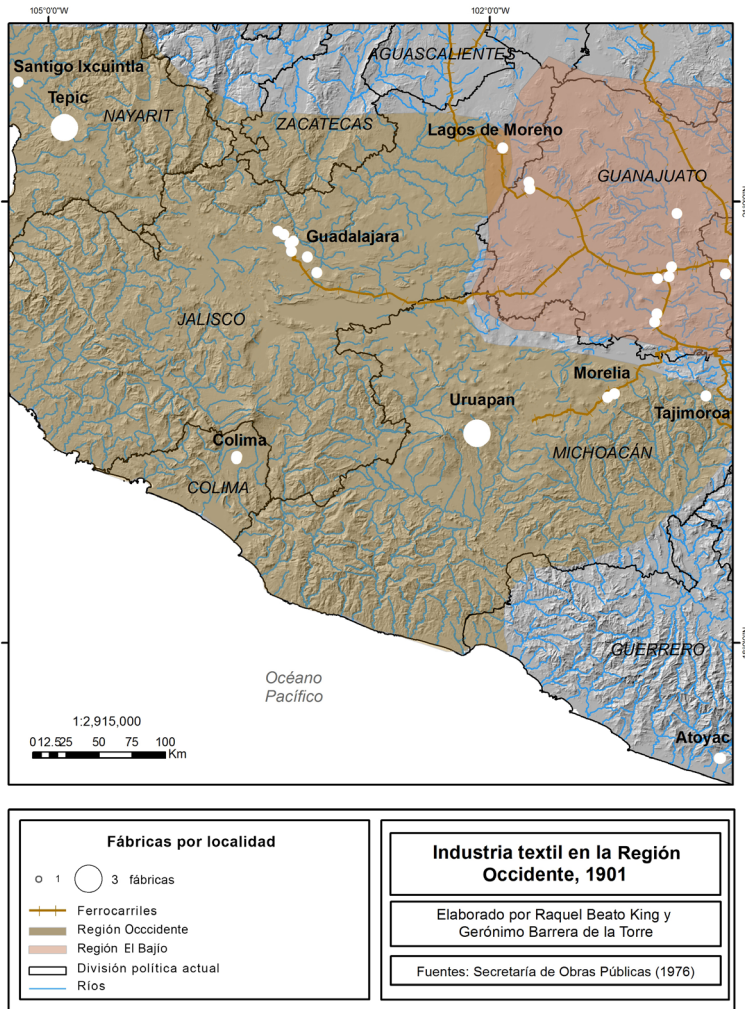 105°0'0"W
102°0'0"W
AGUASCALIENTES
Santigo Ixcuintla
Tepic
NAYARIT
ZACATECAS
Lagos de Moreno
GUANAJUATO
Guadalajara
JALISCO
Morelia
Uruapan
Tajimoroa
Colima
MICHOACÁN
COLIMA
GUERRERO
Océano
Pacífico
Atoyac
1:2,915,000
0 12.5 25 50 75 100
Km
Fábricas por localidad
1
3 fábricas
Ferrocarriles
Región Occcidente
Región El Bajío
División política actual
Ríos
Industria textil en la Región
Occidente, 1901
Elaborado por Raquel Beato King y
Gerónimo Barrera de la Torre
Fuentes: Secretaría de Obras Públicas (1976)